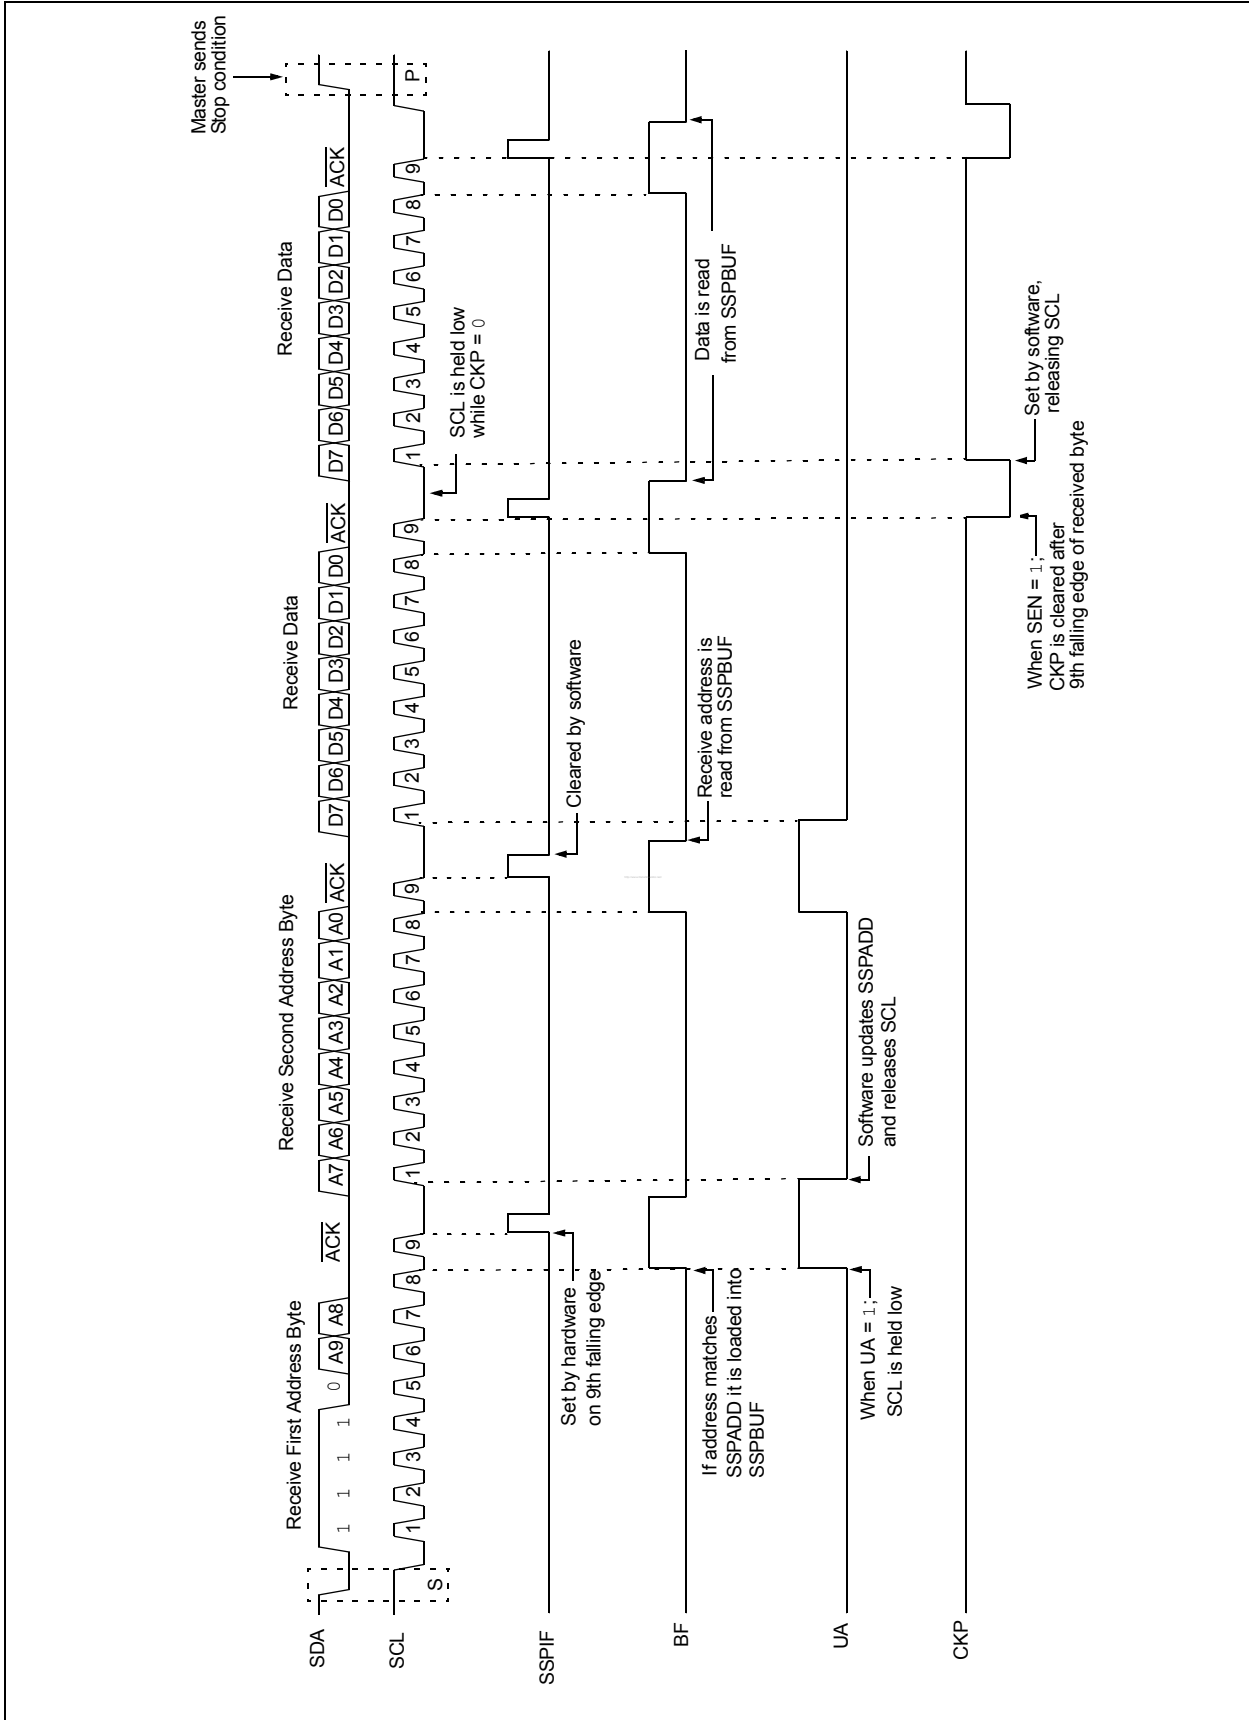 Master sends
Stop condition
Receive First Address Byte
Receive Second Address Byte
Receive Data
Receive Data
SDA
1 1 1 1 0 A9 A8 ACK
A7 A6 A5 A4 A3 A2 A1 A0 ACK
D7 D6 D5 D4 D3 D2 D1 D0 ACK
D7 D6 D5 D4 D3 D2 D1 D0 ACK
SCL
S
1 2 3 4 5 6 7 8 9
1 2 3 4 5 6 7 8 9
1 2 3 4 5 6 7 8 9
1 2 3 4 5 6 7 8 9
P
SCL is held low
while CKP = 0
SSPIF
Set by hardware
on 9th falling edge
Cleared by software
BF
If address matches
SSPADD it is loaded into
SSPBUF
Receive address is
read from SSPBUF
Data is read
from SSPBUF
UA
When UA = 1;
SCL is held low
Software updates SSPADD
and releases SCL
CKP
When SEN = 1;
CKP is cleared after
9th falling edge of received byte
Set by software,
releasing SCL